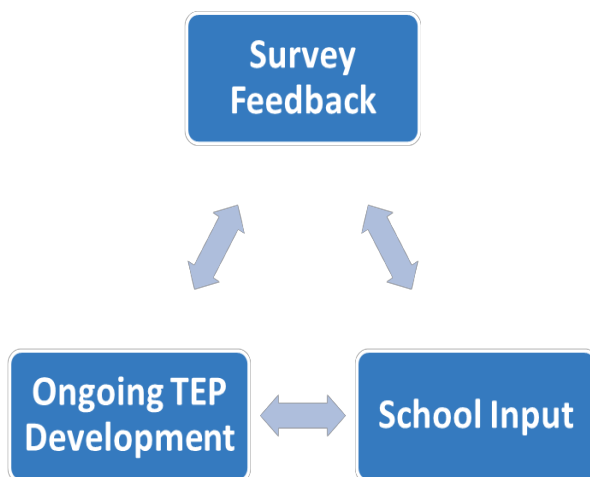 Survey
Feedback
Ongoing TEP
Development
School Input